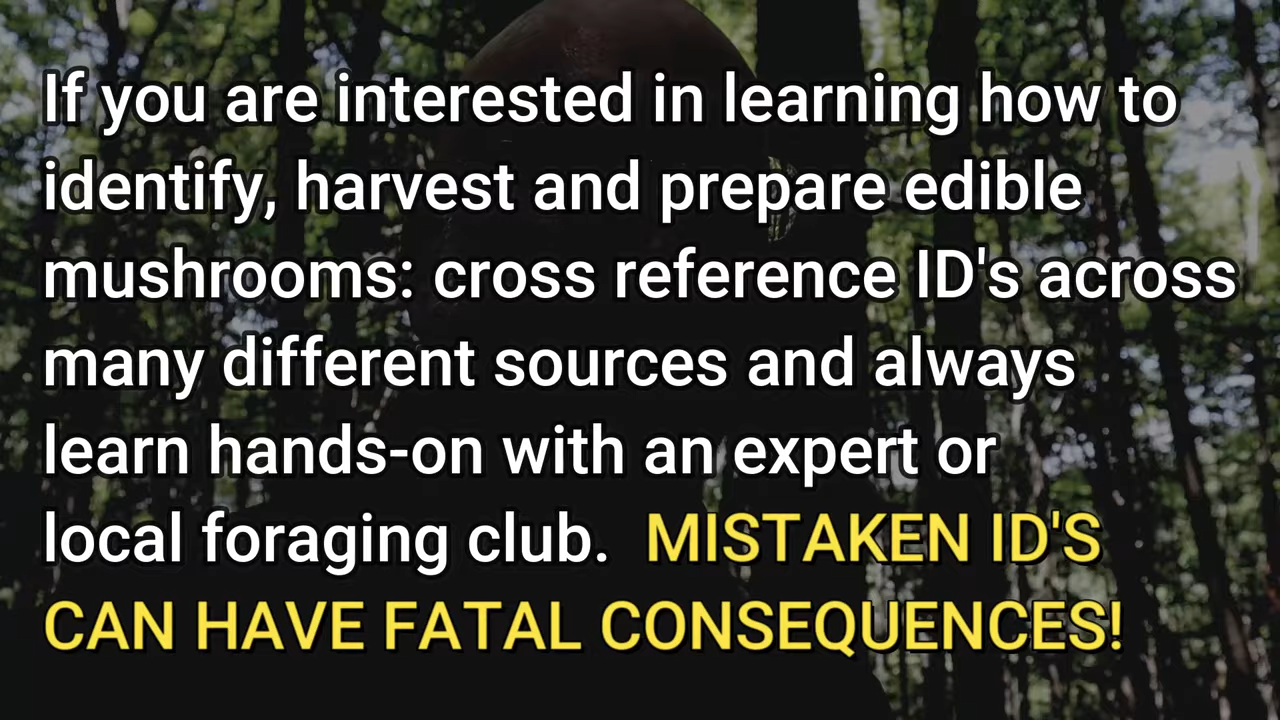 If you are interested in learning how to
identify, harvest and prepare edible
mushrooms: cross reference ID's across
many different sources and always
learn hands-on with an expert or
local foraging club.  MISTAKEN ID'S
CAN HAVE FATAL CONSEQUENCES!